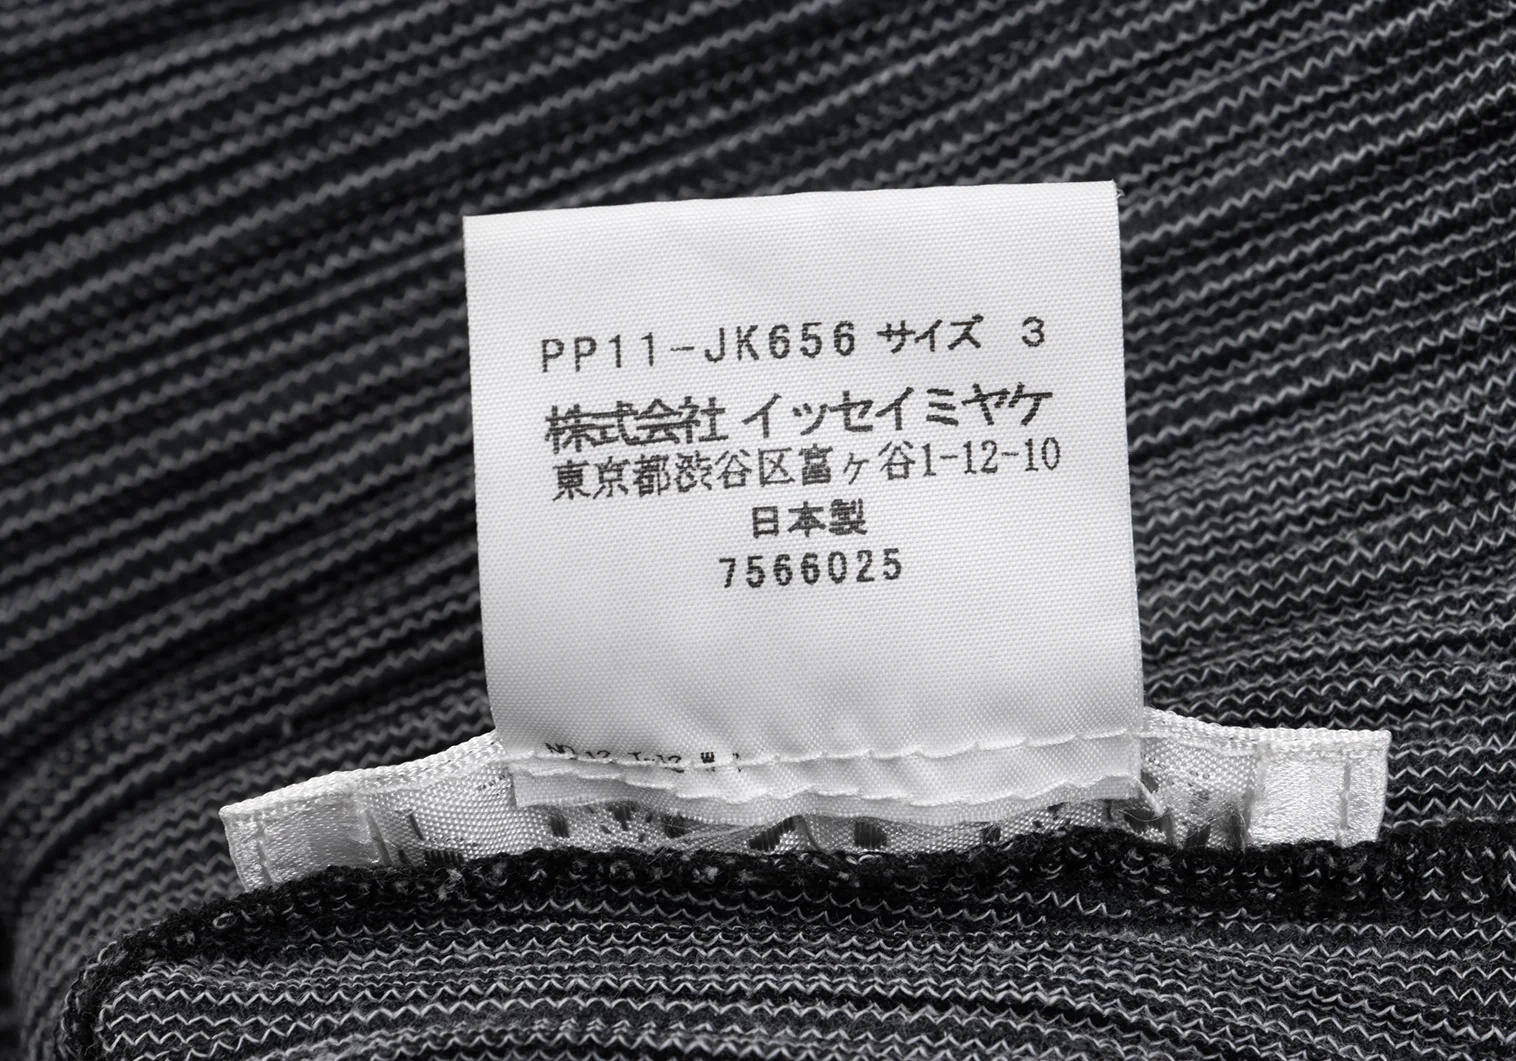 PP11-JK656 サイズ 3
株式会社 イッセイミヤケ
東京都渋谷区富ヶ谷1-12-10
日本製
7566025